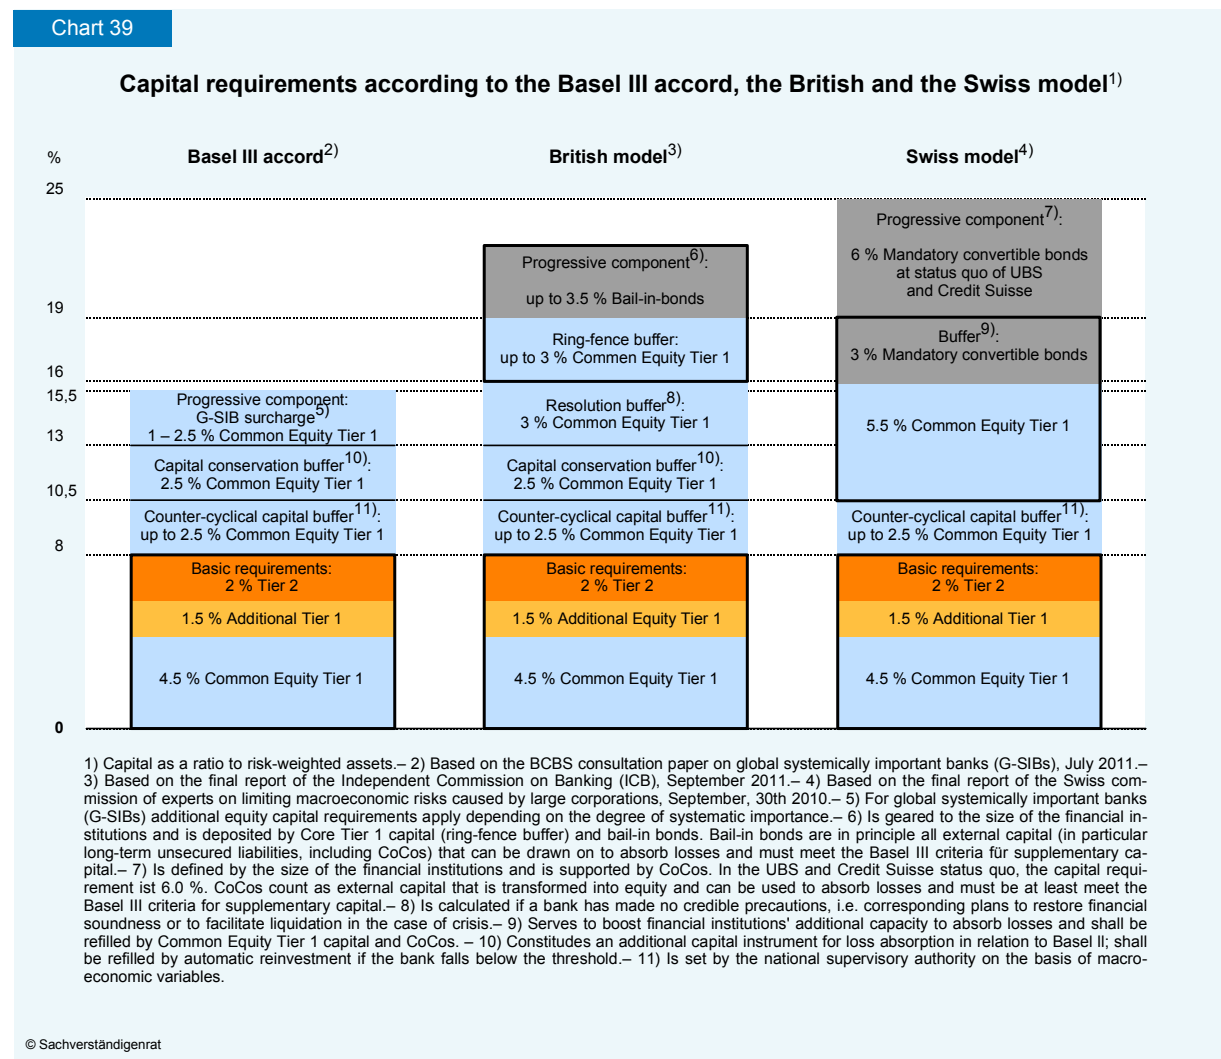 Chart 39
Capital requirements according to the Basel III accord, the British and the Swiss model1)
%
Basel III accord2)
British model3)
Swiss model4)
25
19
16
15,5
13
10,5
8
0
Progressive component:
G-SIB surcharge5)
1 – 2.5 % Common Equity Tier 1
Capital conservation buffer10):
2.5 % Common Equity Tier 1
Counter-cyclical capital buffer11):
up to 2.5 % Common Equity Tier 1
Basic requirements:
2 % Tier 2
1.5 % Additional Tier 1
4.5 % Common Equity Tier 1
Progressive component6):
up to 3.5 % Bail-in-bonds
Ring-fence buffer:
up to 3 % Commen Equity Tier 1
Resolution buffer8):
3 % Common Equity Tier 1
Capital conservation buffer10):
2.5 % Common Equity Tier 1
Counter-cyclical capital buffer11):
up to 2.5 % Common Equity Tier 1
Basic requirements:
2 % Tier 2
1.5 % Additional Equity Tier 1
4.5 % Common Equity Tier 1
Progressive component7):
6 % Mandatory convertible bonds
at status quo of UBS
and Credit Suisse
Buffer9):
3 % Mandatory convertible bonds
5.5 % Common Equity Tier 1
Counter-cyclical capital buffer11):
up to 2.5 % Common Equity Tier 1
Basic requirements:
2 % Tier 2
1.5 % Additional Tier 1
4.5 % Common Equity Tier 1
1) Capital as a ratio to risk-weighted assets.– 2) Based on the BCBS consultation paper on global systemically important banks (G-SIBs), July 2011.–
3) Based on the final report of the Independent Commission on Banking (ICB), September 2011.– 4) Based on the final report of the Swiss com-
mission of experts on limiting macroeconomic risks caused by large corporations, September, 30th 2010.– 5) For global systemically important banks
(G-SIBs) additional equity capital requirements apply depending on the degree of systematic importance.– 6) Is geared to the size of the financial in-
stitutions and is deposited by Core Tier 1 capital (ring-fence buffer) and bail-in bonds. Bail-in bonds are in principle all external capital (in particular
long-term unsecured liabilities, including CoCos) that can be drawn on to absorb losses and must meet the Basel III criteria für supplementary ca-
pital.– 7) Is defined by the size of the financial institutions and is supported by CoCos. In the UBS and Credit Suisse status quo, the capital requi-
rement ist 6.0 %. CoCos count as external capital that is transformed into equity and can be used to absorb losses and must be at least meet the
Basel III criteria for supplementary capital.– 8) Is calculated if a bank has made no credible precautions, i.e. corresponding plans to restore financial
soundness or to facilitate liquidation in the case of crisis.– 9) Serves to boost financial institutions' additional capacity to absorb losses and shall be
refilled by Common Equity Tier 1 capital and CoCos. – 10) Constitudes an additional capital instrument for loss absorption in relation to Basel II; shall
be refilled by automatic reinvestment if the bank falls below the threshold.– 11) Is set by the national supervisory authority on the basis of macro-
economic variables.
© Sachverständigenrat